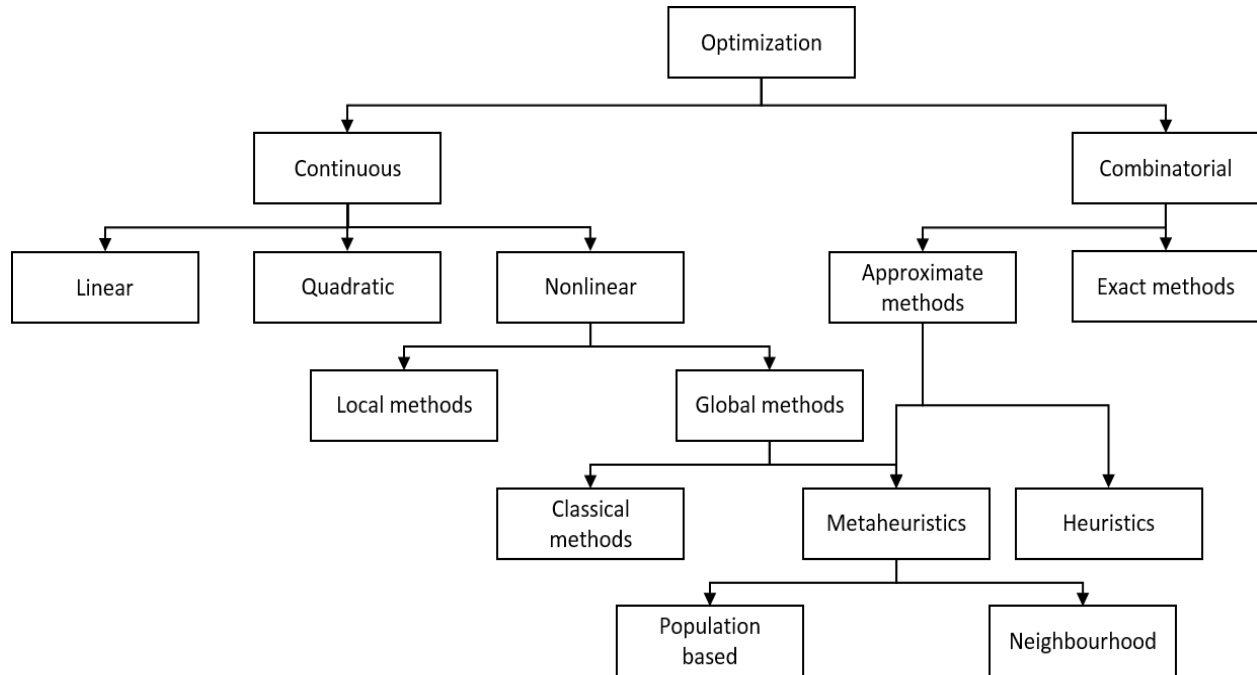 Optimization
Continuous
Combinatorial
Linear
Quadratic
Nonlinear
Approximate
methods
Exact methods
Local methods
Global methods
Classical
methods
Metaheuristics
Heuristics
Population
based
Neighbourhood